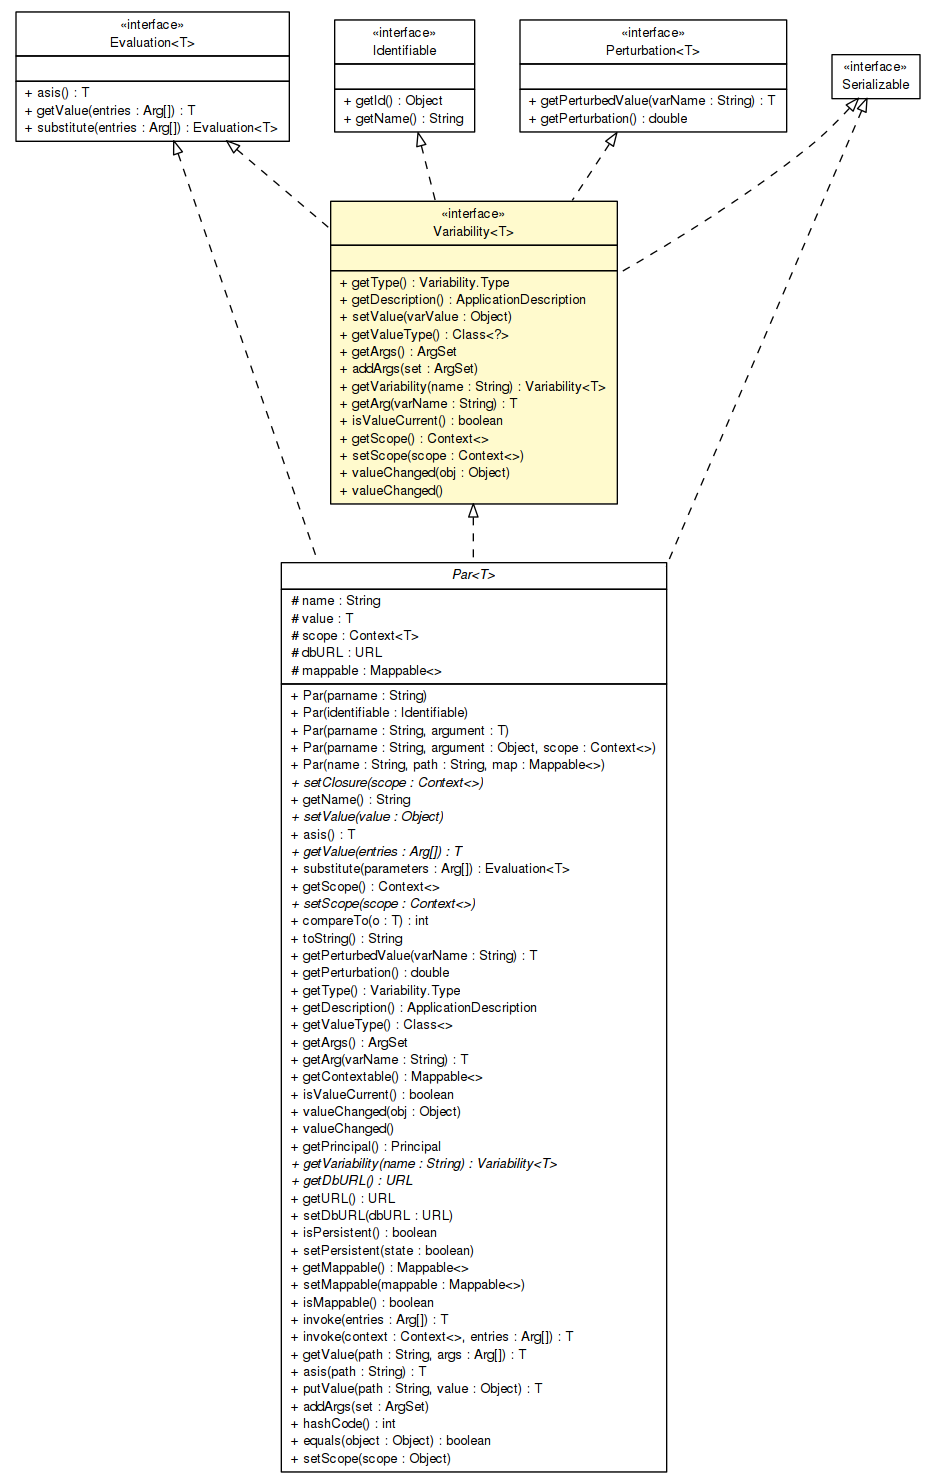 «interface»
Evaluation<T>
+ asis() : T
+ getValue(entries : Arg[]) : T
+ substitute(entries : Arg[]) : Evaluation<T>
«interface»
Identifiable
+ getId() : Object
+ getName() : String
«interface»
Perturbation<T>
+ getPerturbedValue(varName : String) : T
+ getPerturbation() : double
«interface»
Serializable
«interface»
Variability<T>
+ getType() : Variability.Type
+ getDescription() : ApplicationDescription
+ setValue(varValue : Object)
+ getValueType() : Class<?>
+ getArgs() : ArgSet
+ addArgs(set : ArgSet)
+ getVariability(name : String) : Variability<T>
+ getArg(varName : String) : T
+ isValueCurrent() : boolean
+ getScope() : Context<>
+ setScope(scope : Context<>)
+ valueChanged(obj : Object)
+ valueChanged()
Par<T>
# name : String
# value : T
# scope : Context<T>
# dbURL : URL
# mappable : Mappable<>
+ Par(parname : String)
+ Par(identifiable : Identifiable)
+ Par(parname : String, argument : T)
+ Par(parname : String, argument : Object, scope : Context<>)
+ Par(name : String, path : String, map : Mappable<>)
+ setClosure(scope : Context<>)
+ getName() : String
+ setValue(value : Object)
+ asis() : T
+ getValue(entries : Arg[]) : T
+ substitute(parameters : Arg[]) : Evaluation<T>
+ getScope() : Context<>
+ setScope(scope : Context<>)
+ compareTo(o : T) : int
+ toString() : String
+ getPerturbedValue(varName : String) : T
+ getPerturbation() : double
+ getType() : Variability.Type
+ getDescription() : ApplicationDescription
+ getValueType() : Class<>
+ getArgs() : ArgSet
+ getArg(varName : String) : T
+ getContextable() : Mappable<>
+ isValueCurrent() : boolean
+ valueChanged(obj : Object)
+ valueChanged()
+ getPrincipal() : Principal
+ getVariability(name : String) : Variability<T>
+ getDbURL() : URL
+ getURL() : URL
+ setDbURL(dbURL : URL)
+ isPersistent() : boolean
+ setPersistent(state : boolean)
+ getMappable() : Mappable<>
+ setMappable(mappable : Mappable<>)
+ isMappable() : boolean
+ invoke(entries : Arg[]) : T
+ invoke(context : Context<>, entries : Arg[]) : T
+ getValue(path : String, args : Arg[]) : T
+ asis(path : String) : T
+ putValue(path : String, value : Object) : T
+ addArgs(set : ArgSet)
+ hashCode() : int
+ equals(object : Object) : boolean
+ setScope(scope : Object)